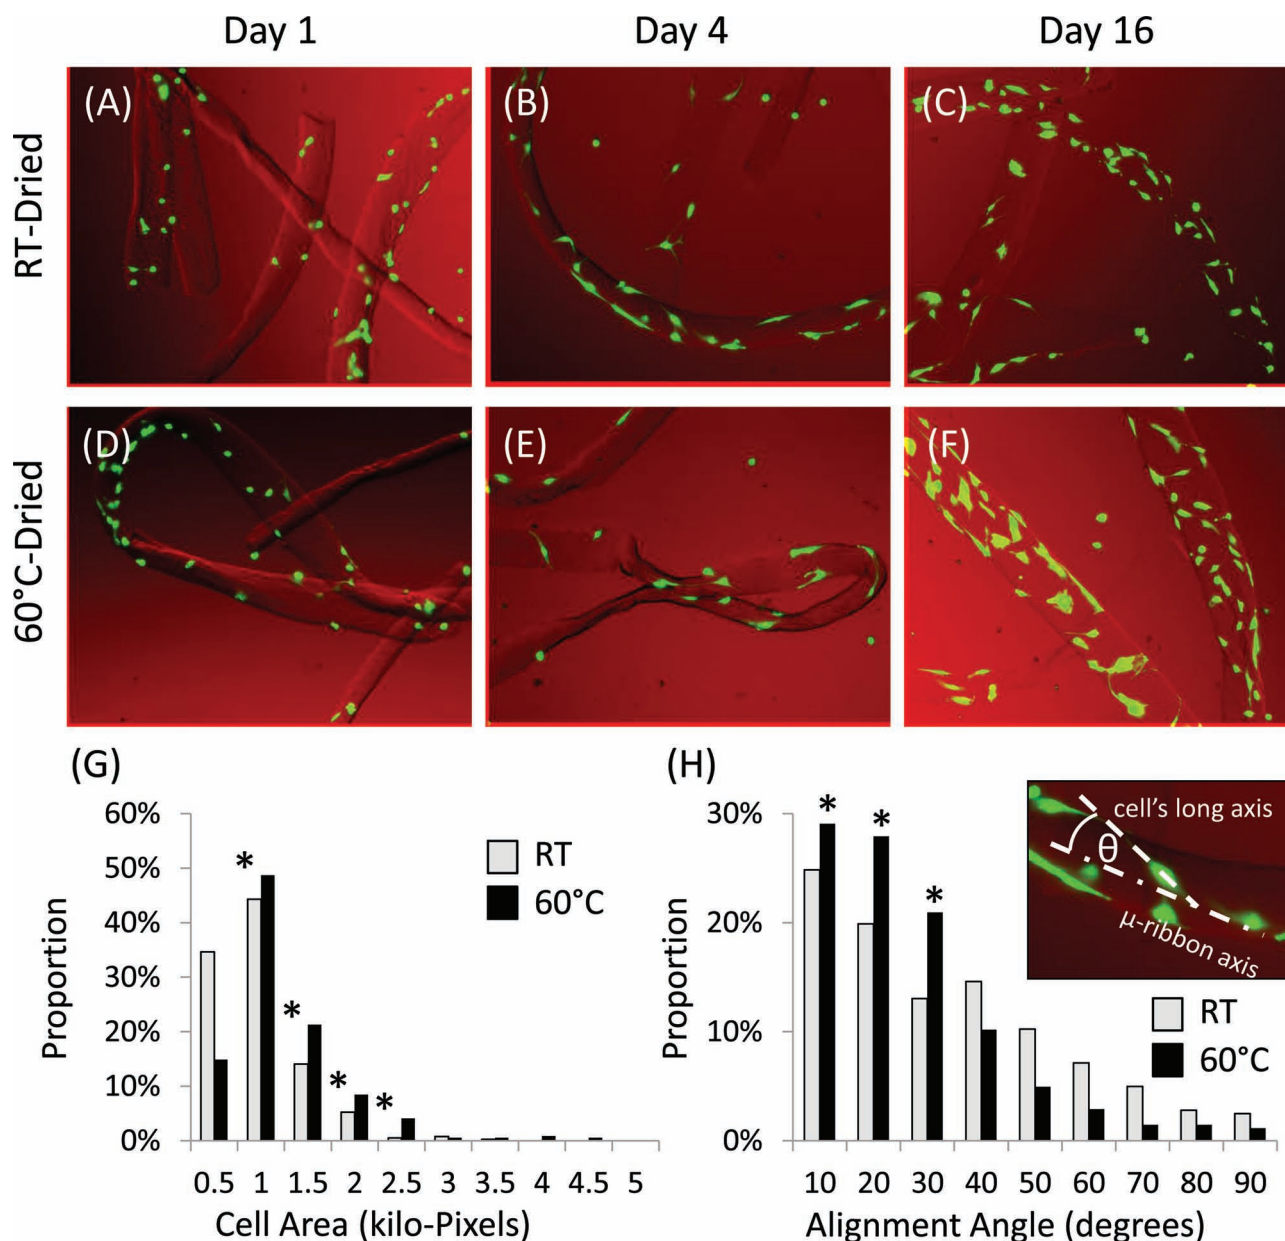 Day 1
Day 4
Day 16
RT-Dried
(A)
(B)
(C)
60°C-Dried
(D)
(E)
(F)
(G)
60%
50%
40%
30%
20%
10%
0%
Proportion
* * * *
RT
60°C
0.5 1 1.5 2 2.5 3 3.5 4 4.5 5
Cell Area (kilo-Pixels)
(H)
30%
20%
10%
0%
Proportion
* * *
cell's long axis
θ
μ-ribbon axis
RT
60°C
10 20 30 40 50 60 70 80 90
Alignment Angle (degrees)